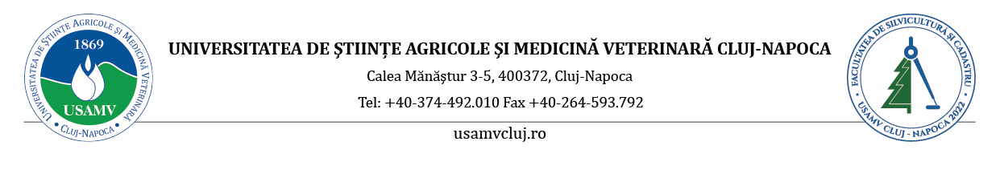 UNIVERSITATEA DE ȘTIINȚE AGRICOLE ȘI MEDICINĂ VETERINARĂ
1869
USAMV
• CLUJ-NAPOCA •
UNIVERSITATEA DE ȘTIINȚE AGRICOLE ȘI MEDICINĂ VETERINARĂ CLUJ-NAPOCA
Calea Mănăștur 3-5, 400372, Cluj-Napoca
Tel: +40-374-492.010 Fax +40-264-593.792
usamvcluj.ro
FACULTATEA DE SILVICULTURĂ ȘI CADASTRU
• USAMV CLUJ - NAPOCA 2022 •